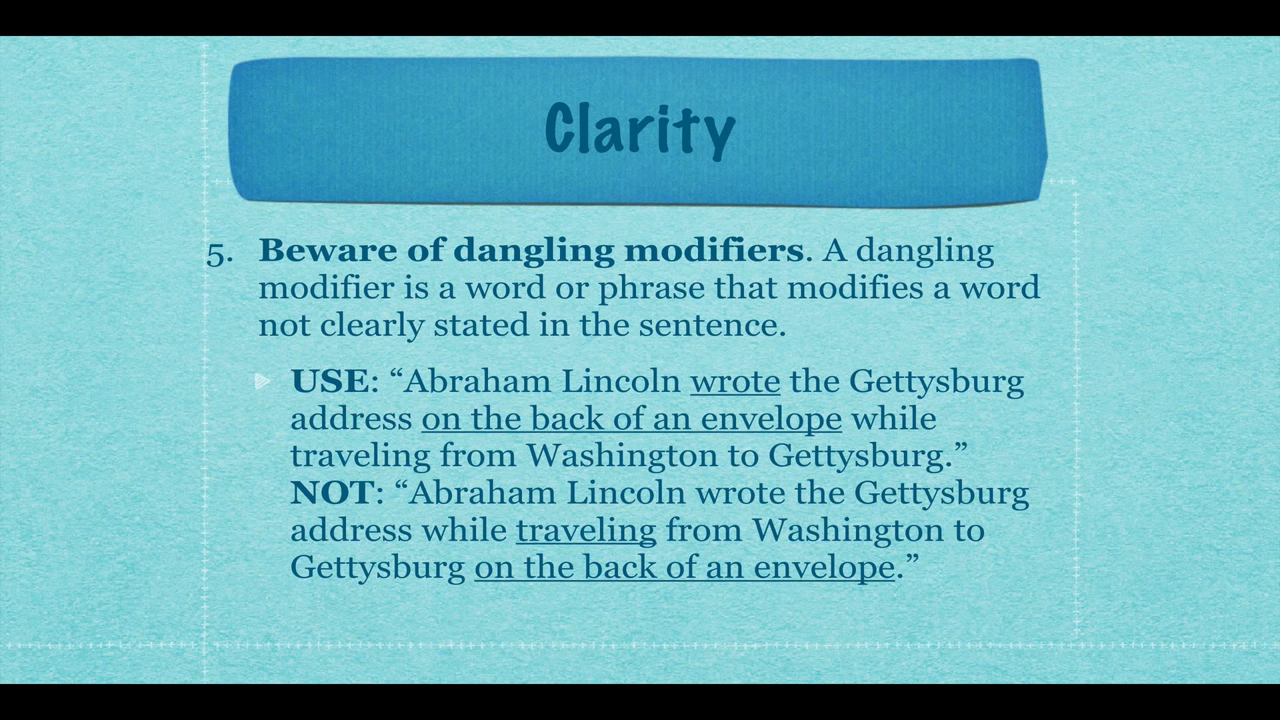 Clarity
5. Beware of dangling modifiers. A dangling
modifier is a word or phrase that modifies a word
not clearly stated in the sentence.
USE: “Abraham Lincoln wrote the Gettysburg
address on the back of an envelope while
traveling from Washington to Gettysburg.”
NOT: “Abraham Lincoln wrote the Gettysburg
address while traveling from Washington to
Gettysburg on the back of an envelope.”